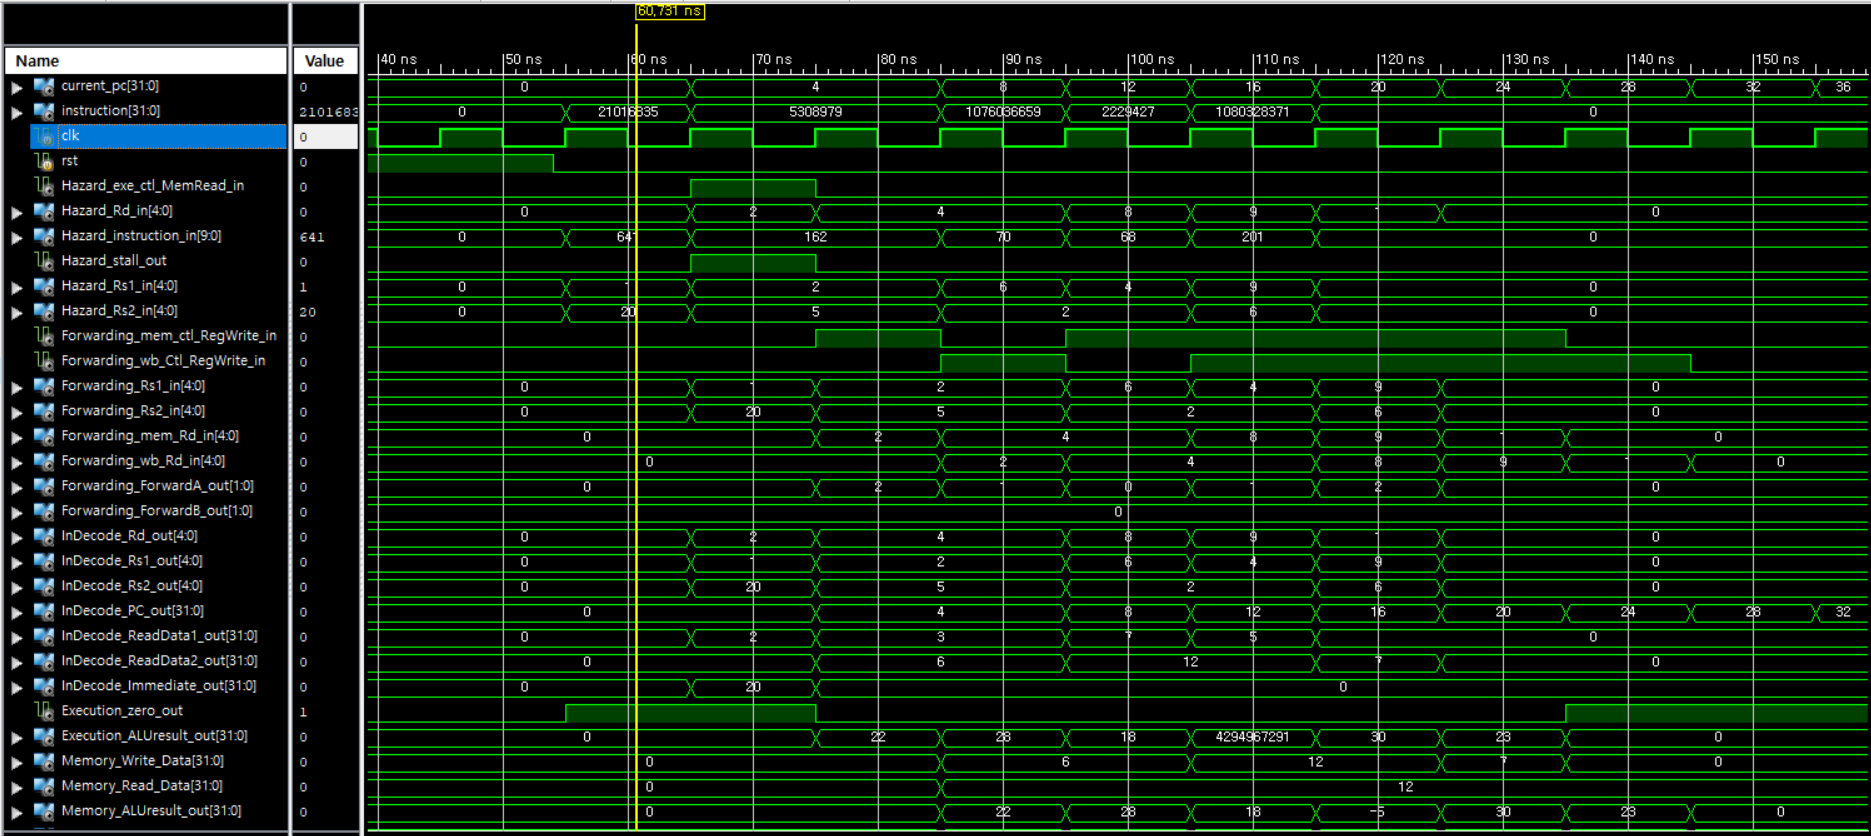 60,731 ns
Name Value 40 ns 50 ns 60 ns 70 ns 80 ns 90 ns 100 ns 110 ns 120 ns 130 ns 140 ns 150 ns
current_pc[31:0] 0 0 4 8 12 16 20 24 28 32 36
instruction[31:0] 2101683 0 21016835 5308979 1076036659 2229427 1080328371 0
clk 0
rst 0
Hazard_exe_ctl_MemRead_in 0
Hazard_Rd_in[4:0] 0 0 2 4 8 9 1 0
Hazard_instruction_in[9:0] 641 0 641 162 70 68 201 0
Hazard_stall_out 0
Hazard_Rs1_in[4:0] 1 0 1 2 6 4 9 0
Hazard_Rs2_in[4:0] 20 0 20 5 2 6 0
Forwarding_mem_ctl_RegWrite_in 0
Forwarding_wb_Ctl_RegWrite_in 0
Forwarding_Rs1_in[4:0] 0 0 1 2 6 4 9 0
Forwarding_Rs2_in[4:0] 0 0 20 5 2 6 0
Forwarding_mem_Rd_in[4:0] 0 0 2 4 8 9 1 0
Forwarding_wb_Rd_in[4:0] 0 0 2 4 8 9 1 0
Forwarding_ForwardA_out[1:0] 0 0 2 1 0 1 2 0
Forwarding_ForwardB_out[1:0] 0 0
InDecode_Rd_out[4:0] 0 0 2 4 8 9 1 0
InDecode_Rs1_out[4:0] 0 0 1 2 6 4 9 0
InDecode_Rs2_out[4:0] 0 0 20 5 2 6 0
InDecode_PC_out[31:0] 0 0 4 8 12 16 20 24 28 32
InDecode_ReadData1_out[31:0] 0 0 2 3 7 5 0
InDecode_ReadData2_out[31:0] 0 0 6 12 7 0
InDecode_Immediate_out[31:0] 0 0 20 0
Execution_zero_out 1
Execution_ALUresult_out[31:0] 0 0 22 28 18 4294967291 30 23 0
Memory_Write_Data[31:0] 0 0 6 12 7 0
Memory_Read_Data[31:0] 0 0 12
Memory_ALUresult_out[31:0] 0 0 22 28 18 -5 30 23 0